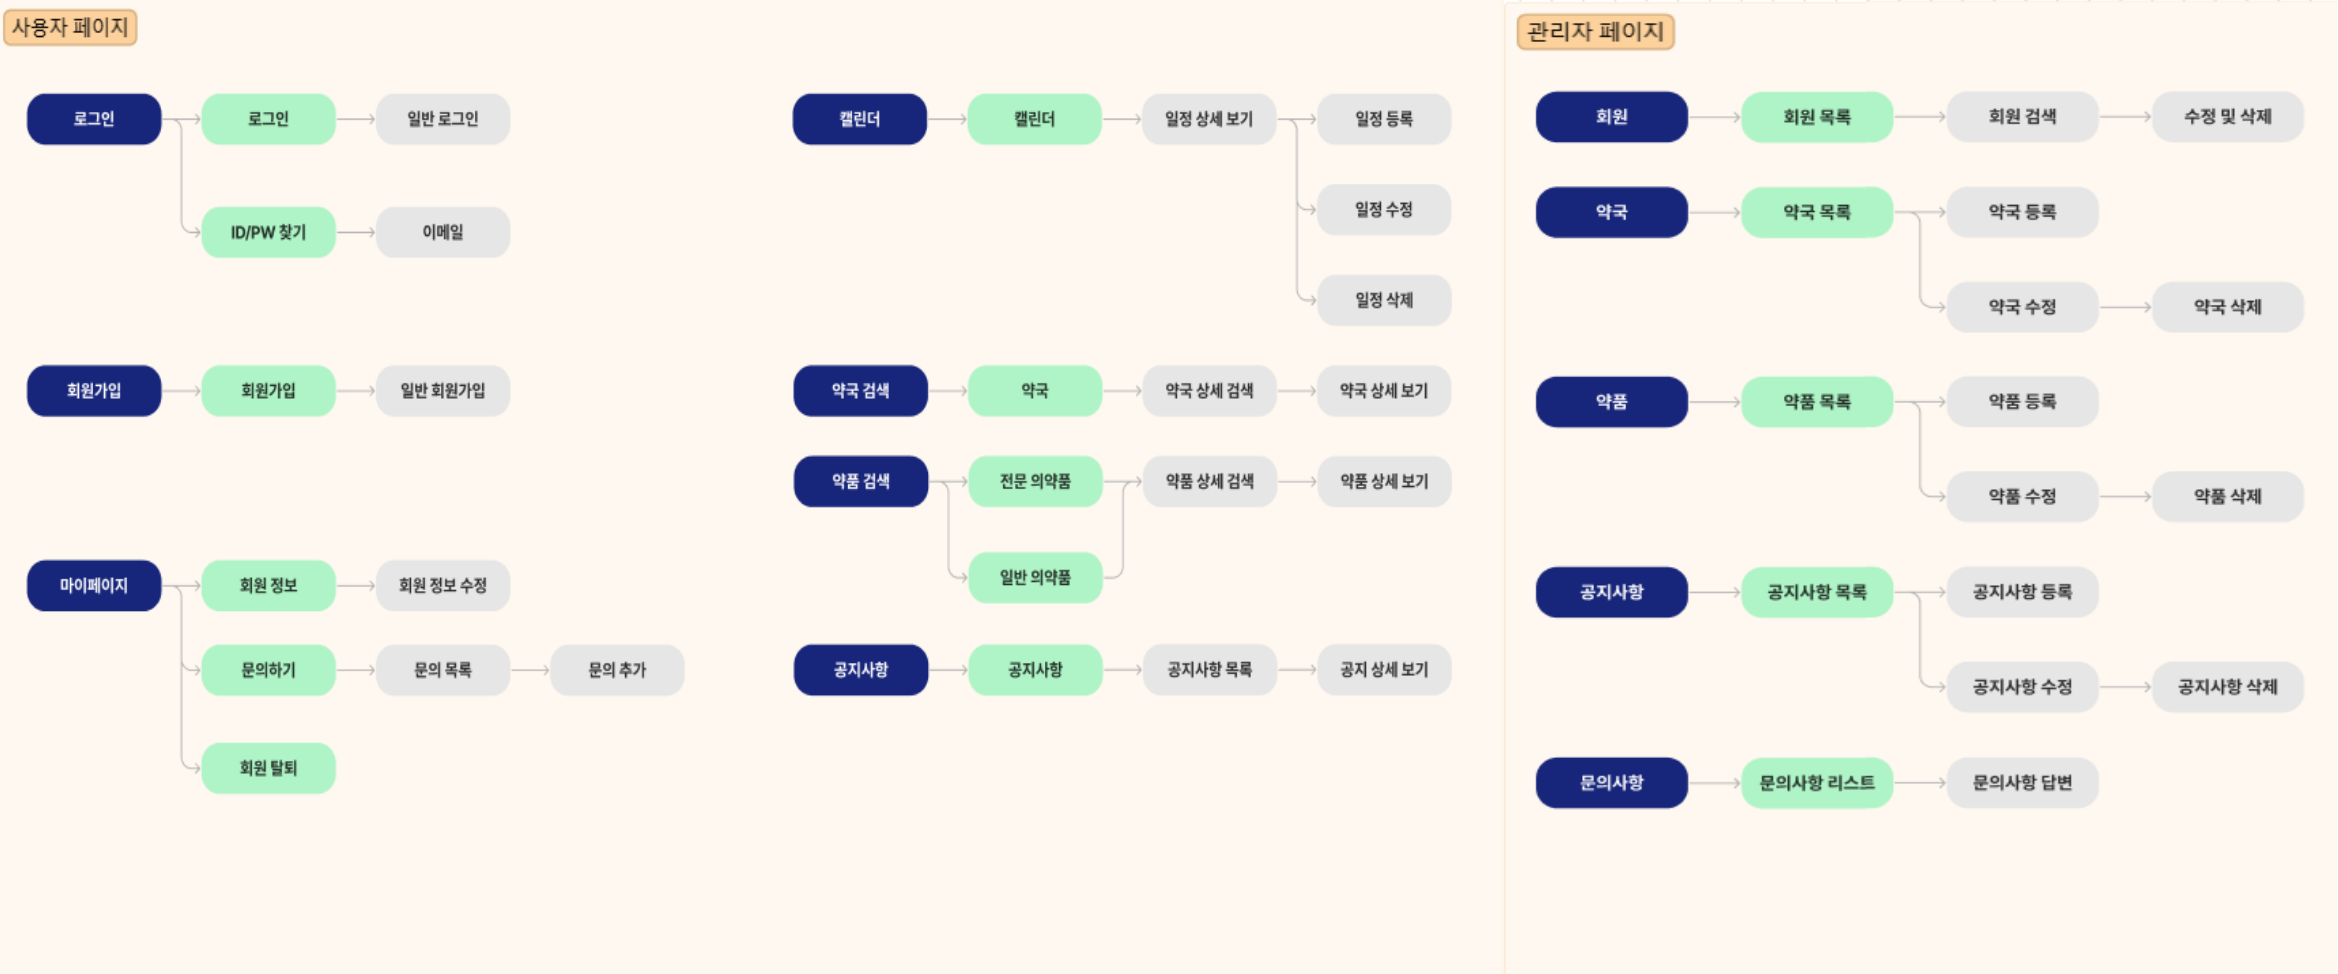 사용자 페이지
로그인
로그인
일반 로그인
ID/PW 찾기
이메일
회원가입
회원가입
일반 회원가입
마이페이지
회원 정보
회원 정보 수정
문의하기
문의 목록
문의 추가
회원 탈퇴
캘린더
캘린더
일정 상세 보기
일정 등록
일정 수정
일정 삭제
약국 검색
약국
약국 상세 검색
약국 상세 보기
약품 검색
전문 의약품
약품 상세 검색
약품 상세 보기
일반 의약품
공지사항
공지사항
공지사항 목록
공지 상세 보기
관리자 페이지
회원
회원 목록
회원 검색
수정 및 삭제
약국
약국 목록
약국 등록
약국 수정
약국 삭제
약품
약품 목록
약품 등록
약품 수정
약품 삭제
공지사항
공지사항 목록
공지사항 등록
공지사항 수정
공지사항 삭제
문의사항
문의사항 리스트
문의사항 답변